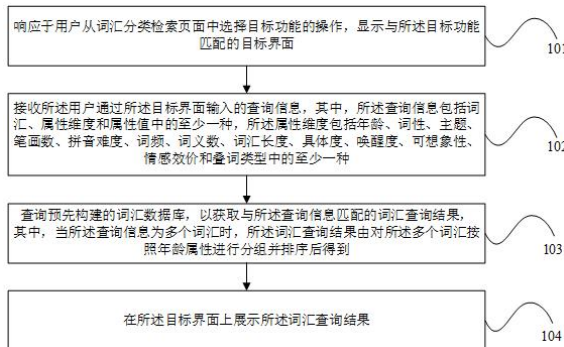 响应于用户从词汇分类检索页面中选择目标功能的操作，显示与所述目标功能
匹配的目标界面
101
接收所述用户通过所述目标界面输入的查询信息，其中，所述查询信息包括词
汇、属性维度和属性值中的至少一种，所述属性维度包括年龄、词性、主题、
笔画数、拼音难度、词频、词义数、词汇长度、具体度、唤醒度、可想象性、
情感效价和叠词类型中的至少一种
102
查询预先构建的词汇数据库，以获取与所述查询信息匹配的词汇查询结果，
其中，当所述查询信息为多个词汇时，所述词汇查询结果由对所述多个词汇按
照年龄属性进行分组并排序后得到
103
在所述目标界面上展示所述词汇查询结果
104